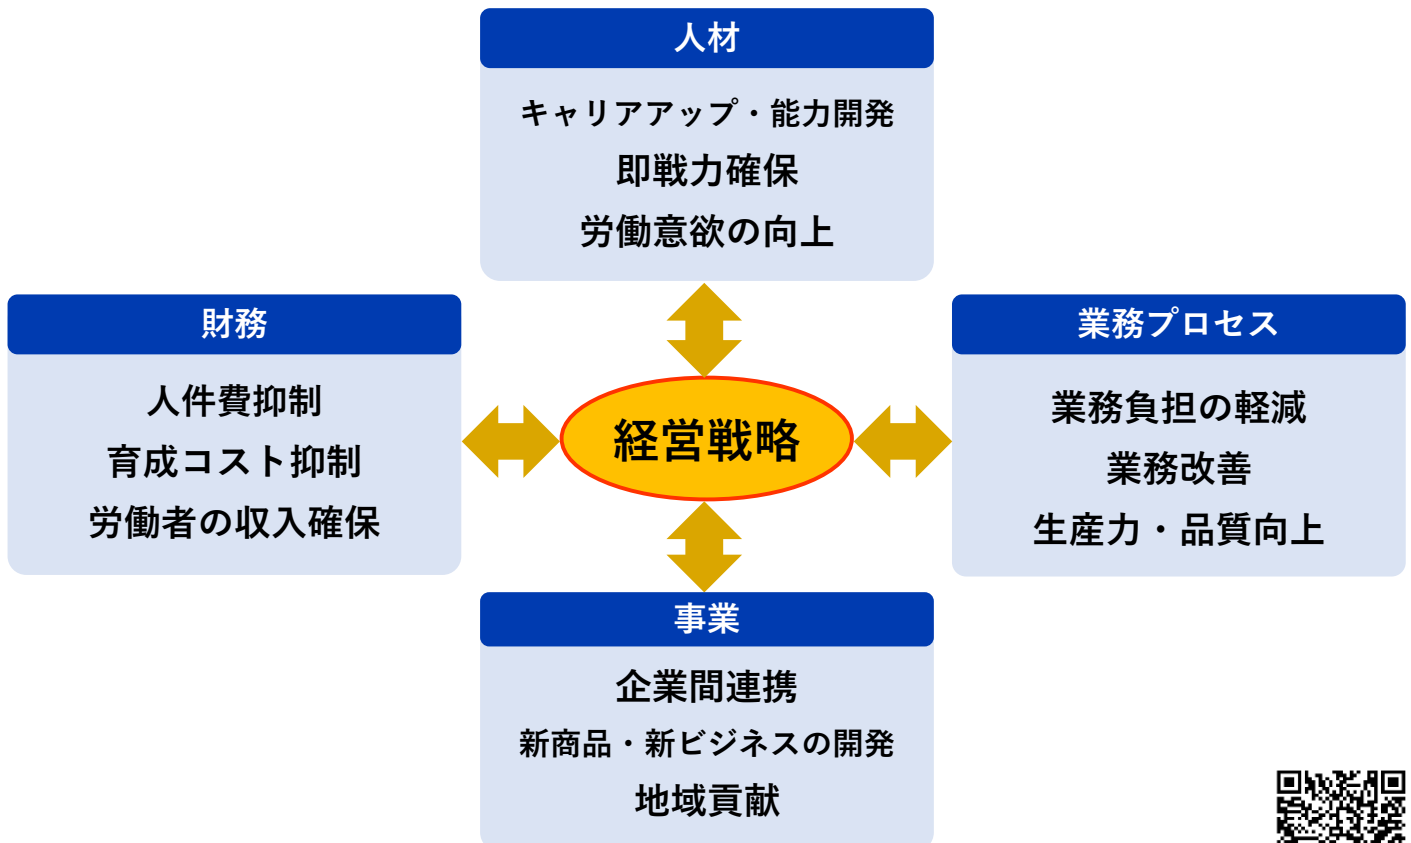 人材
キャリアアップ・能力開発
即戦力確保
労働意欲の向上
財務
人件費抑制
育成コスト抑制
労働者の収入確保
経営戦略
業務プロセス
業務負担の軽減
業務改善
生産力・品質向上
事業
企業間連携
新商品・新ビジネスの開発
地域貢献